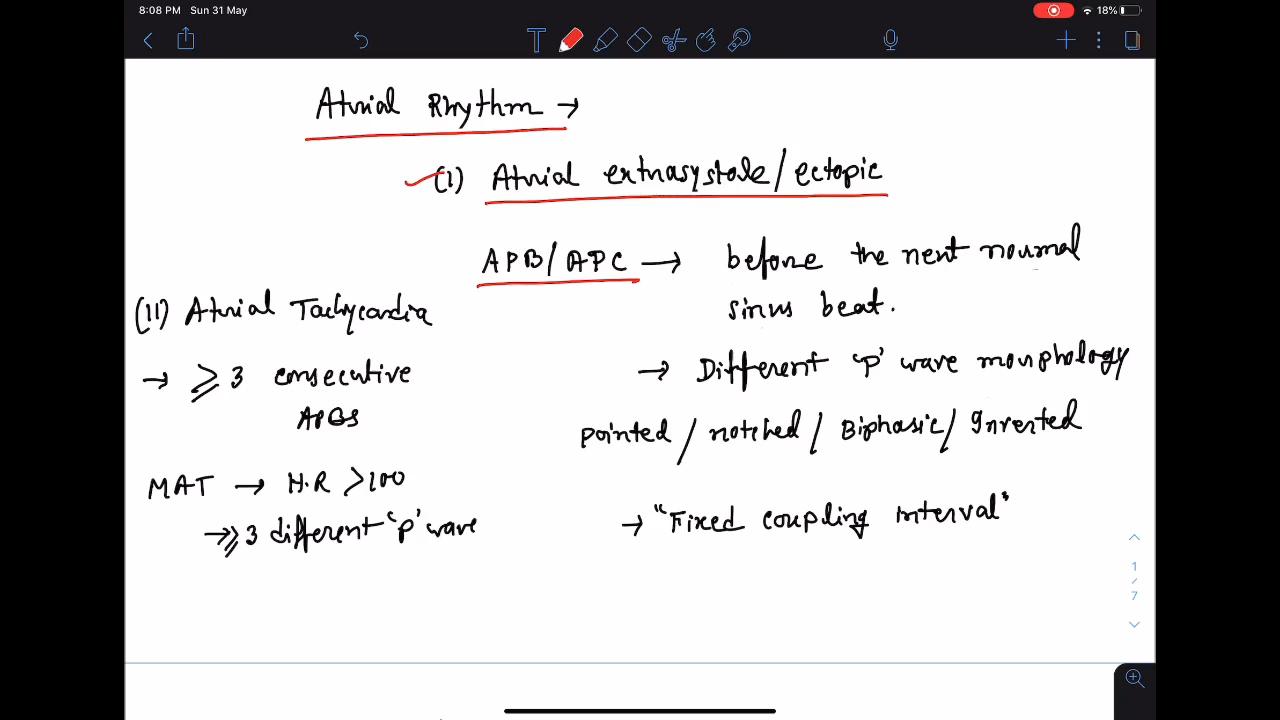 8:08 PM Sun 31 May
18%
Atrial Rhythm →
(I) Atrial extrasystole/ectopic
APB/APC → before the next normal
sinus beat.
→ Different 'p' wave morphology
pointed / notched / Biphasic / Inverted
→ "Fixed coupling interval"
(II) Atrial Tachycardia
→ ≥ 3 consecutive
APBS
MAT → H.R >100
→ ≥ 3 different 'p' wave
1
/
7